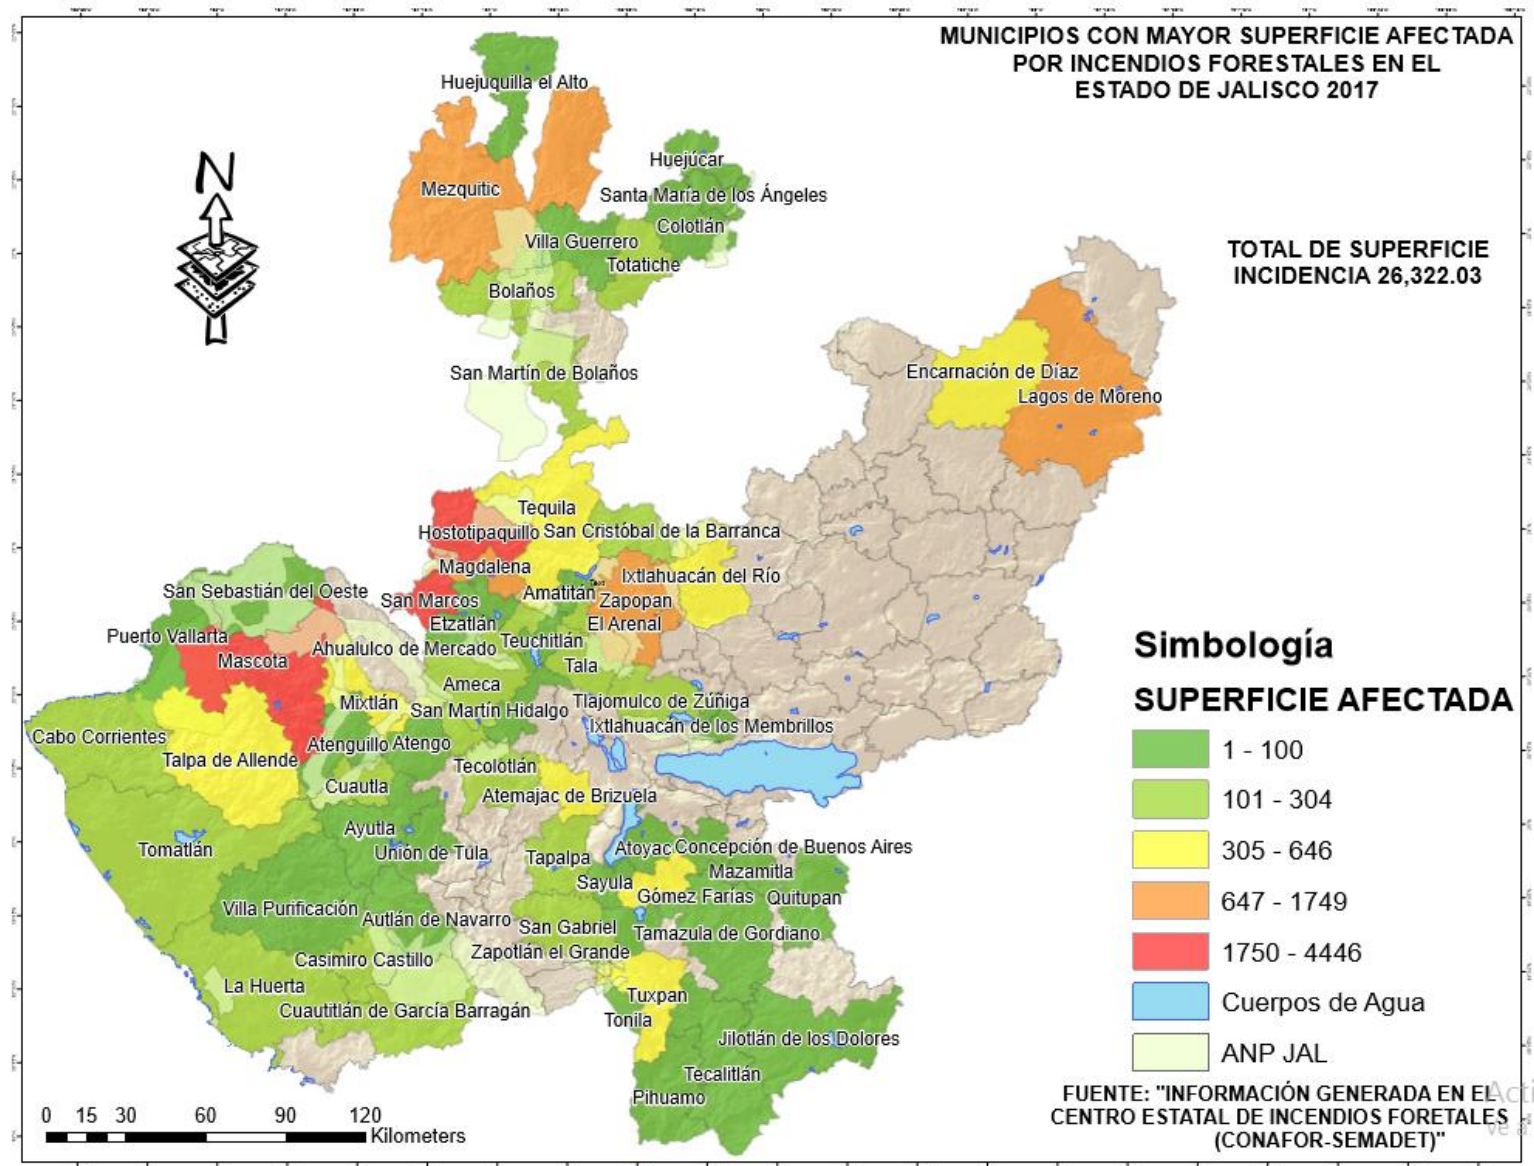 MUNICIPIOS CON MAYOR SUPERFICIE AFECTADA
POR INCENDIOS FORESTALES EN EL
ESTADO DE JALISCO 2017
TOTAL DE SUPERFICIE
INCIDENCIA 26,322.03
N
Huejuquilla el Alto
Mezquitic
Huejúcar
Santa María de los Ángeles
Colotlán
Villa Guerrero
Totatiche
Bolaños
San Martín de Bolaños
Encarnación de Díaz
Lagos de Moreno
Tequila
Hostotipaquillo
San Cristóbal de la Barranca
Magdalena
Ixtlahuacán del Río
San Sebastián del Oeste
San Marcos
Amatitán
Text
Zapopan
Etzatlán
El Arenal
Puerto Vallarta
Teuchitlán
Ahualulco de Mercado
Mascota
Tala
Ameca
Mixtlán
San Martín Hidalgo
Tlajomulco de Zúñiga
Ixtlahuacán de los Membrillos
Cabo Corrientes
Atenguillo
Atengo
Talpa de Allende
Tecolotlán
Cuautla
Atemajac de Brizuela
Ayutla
Tomatlán
Unión de Tula
Tapalpa
Atoyac
Concepción de Buenos Aires
Mazamitla
Sayula
Gómez Farías
Quitupan
Villa Purificación
Autlán de Navarro
San Gabriel
Tamazula de Gordiano
Zapotlán el Grande
Casimiro Castillo
La Huerta
Cuautitlán de García Barragán
Tuxpan
Tonila
Jilotlán de los Dolores
Tecalitlán
Pihuamo
Simbología
SUPERFICIE AFECTADA
1 - 100
101 - 304
305 - 646
647 - 1749
1750 - 4446
Cuerpos de Agua
ANP JAL
FUENTE: "INFORMACIÓN GENERADA EN EL
CENTRO ESTATAL DE INCENDIOS FORETALES
(CONAFOR-SEMADET)"
0 15 30 60 90 120
Kilometers
Acti
Ve a